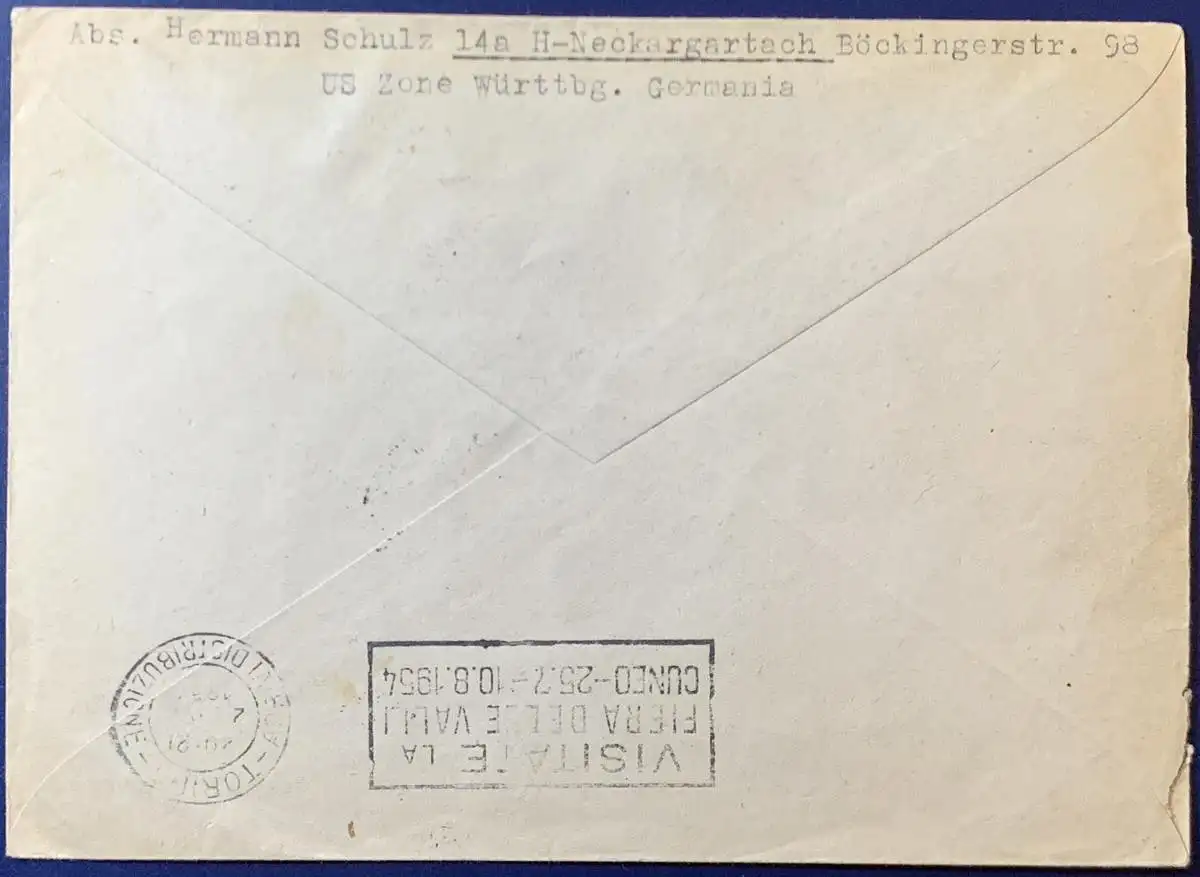 Abs. Hermann Schulz 14a H-Neckargartach Böckingerstr. 98
US Zone Württbg. Germania
VISITATE LA
FIERA DELLE VALLI
CUNEO-25.7-10.8.1954
DISTRIBUZIONE